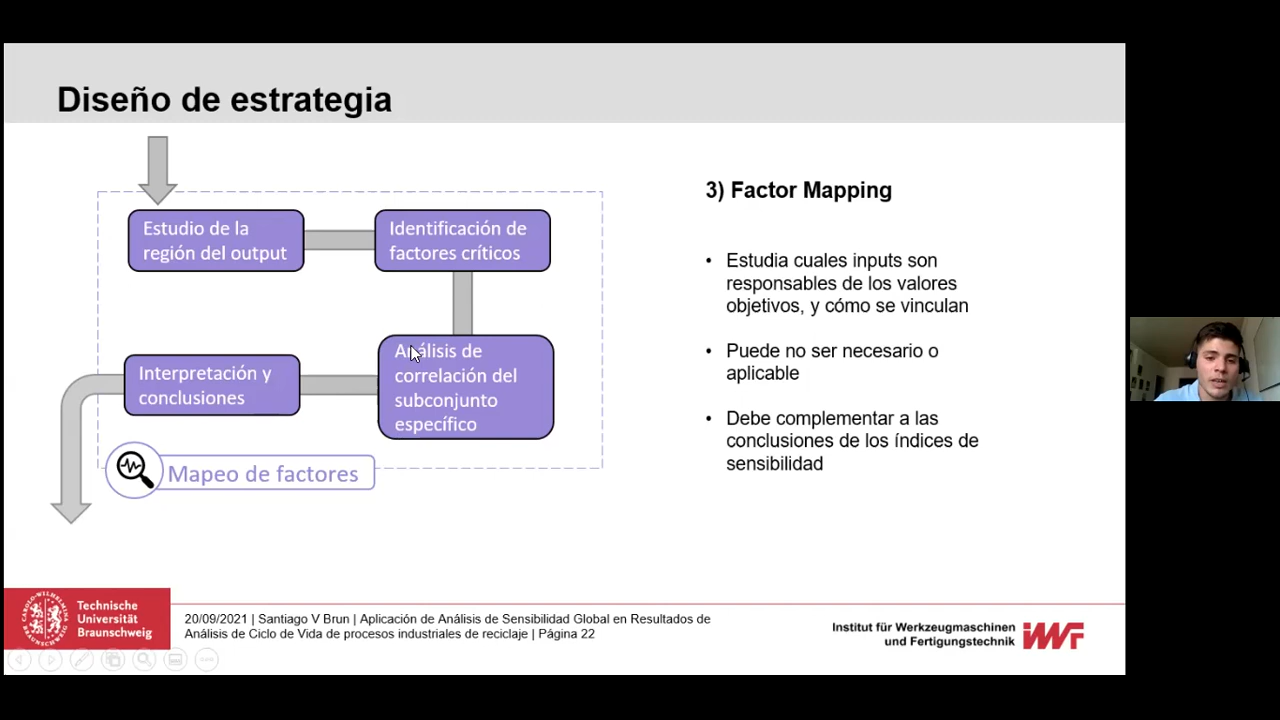 Diseño de estrategia
Estudio de la
región del output
Identificación de
factores críticos
Análisis de
correlación del
subconjunto
específico
Interpretación y
conclusiones
Mapeo de factores
3) Factor Mapping
• Estudia cuales inputs son
responsables de los valores
objetivos, y cómo se vinculan
• Puede no ser necesario o
aplicable
• Debe complementar a las
conclusiones de los índices de
sensibilidad
Technische
Universität
Braunschweig
20/09/2021 | Santiago V Brun | Aplicación de Análisis de Sensibilidad Global en Resultados de
Análisis de Ciclo de Vida de procesos industriales de reciclaje | Página 22
Institut für Werkzeugmaschinen
und Fertigungstechnik
iWF